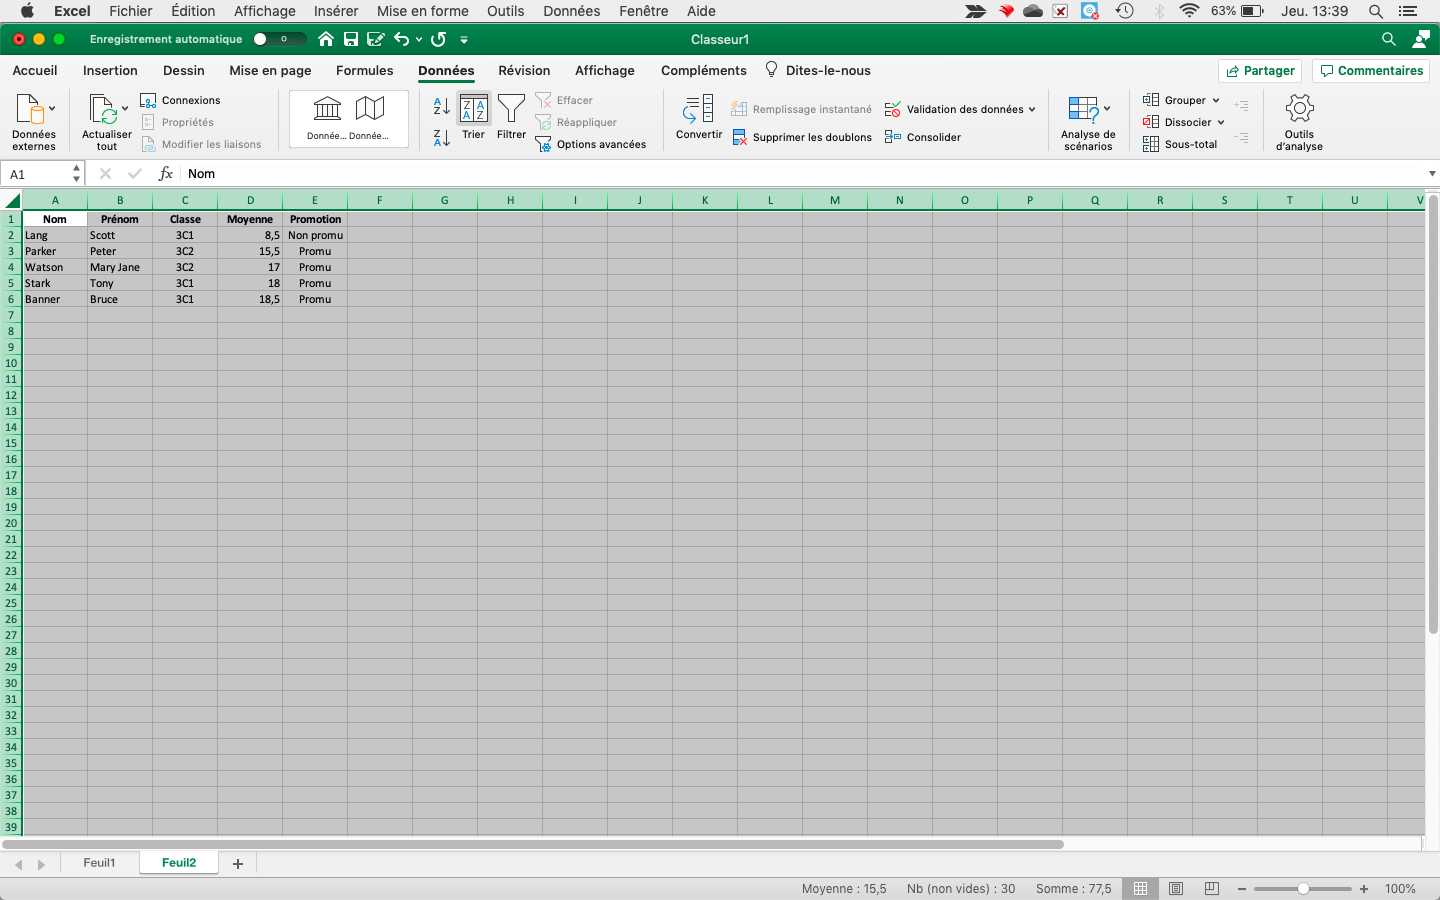 Excel Fichier Édition Affichage Insérer Mise en forme Outils Données Fenêtre Aide 63% Jeu. 13:39
Enregistrement automatique Classeur1
Accueil Insertion Dessin Mise en page Formules Données Révision Affichage Compléments Dites-le-nous Partager Commentaires
Données externes
Actualiser tout
Connexions
Propriétés
Modifier les liaisons
Donnée... Donnée...
Trier
Filtrer
Effacer
Réappliquer
Options avancées
Convertir
Remplissage instantané
Supprimer les doublons
Validation des données
Consolider
Analyse de scénarios
Grouper
Dissocier
Sous-total
Outils d'analyse
A1 fx Nom
A B C D E F G H I J K L M N O P Q R S T U V
1 Nom Prénom Classe Moyenne Promotion
2 Lang Scott 3C1 8,5 Non promu
3 Parker Peter 3C2 15,5 Promu
4 Watson Mary Jane 3C2 17 Promu
5 Stark Tony 3C1 18 Promu
6 Banner Bruce 3C1 18,5 Promu
7
8
9
10
11
12
13
14
15
16
17
18
19
20
21
22
23
24
25
26
27
28
29
30
31
32
33
34
35
36
37
38
39
Feuil1 Feuil2 +
Moyenne : 15,5 Nb (non vides) : 30 Somme : 77,5 100%